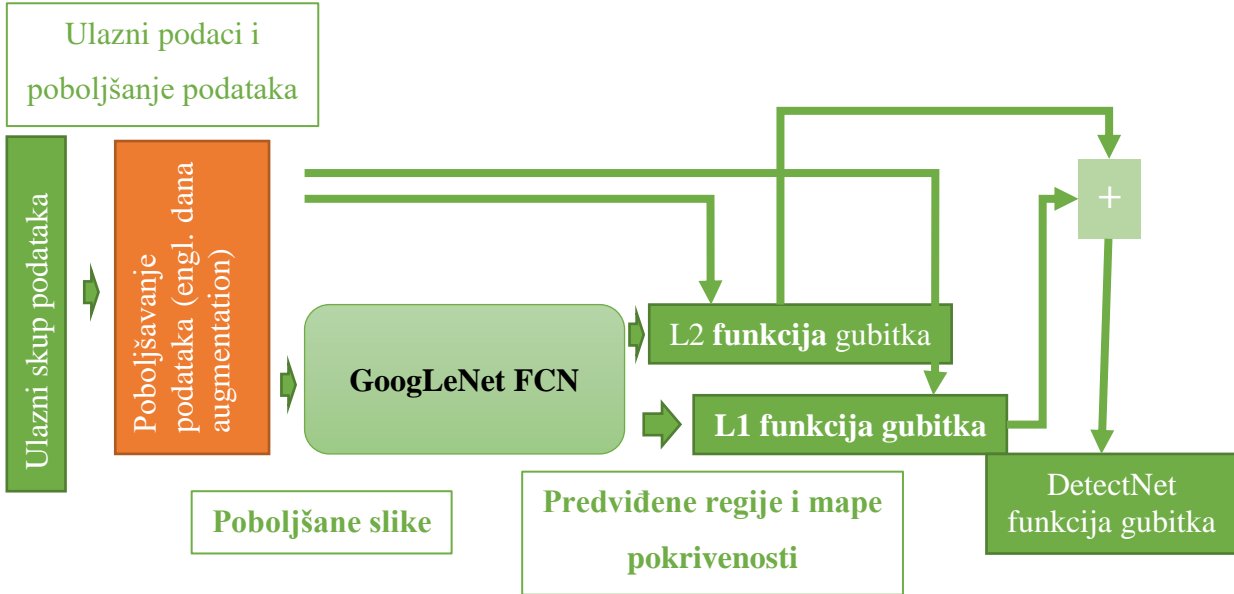 Ulazni podaci i
poboljšanje podataka
Ulazni skup podataka
Poboljšavanje
podataka (engl. dana
augmentation)
GoogLeNet FCN
L2 funkcija gubitka
L1 funkcija gubitka
+
DetectNet
funkcija gubitka
Poboljšane slike
Predviđene regije i mape
pokrivenosti